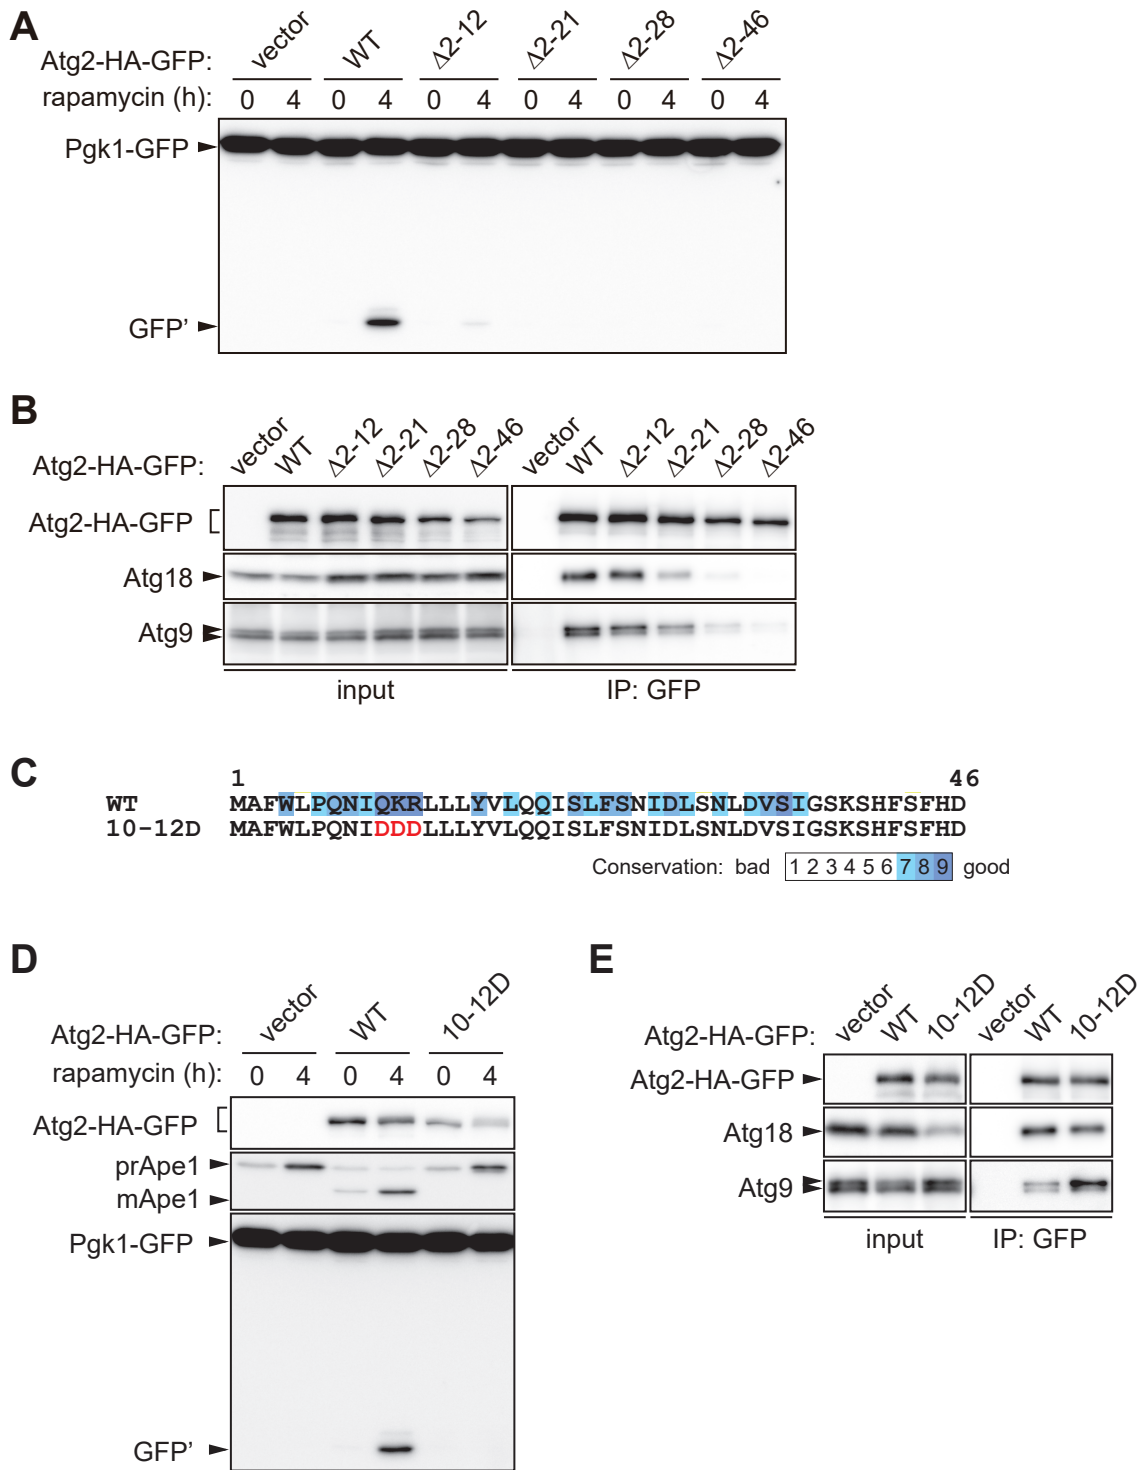 A
Atg2-HA-GFP: vector WT Δ2-12 Δ2-21 Δ2-28 Δ2-46
rapamycin (h): 0 4 0 4 0 4 0 4 0 4 0 4
Pgk1-GFP
GFP’
B
Atg2-HA-GFP: vector WT Δ2-12 Δ2-21 Δ2-28 Δ2-46 vector WT Δ2-12 Δ2-21 Δ2-28 Δ2-46
Atg2-HA-GFP
Atg18
Atg9
input IP: GFP
C
1 46
WT MAFWLPQNIQKRLLLYVLQQISLFSNIDLSNLDVSIGSKSHFSFHD
10-12D MAFWLPQNIDDDLLLYVLQQISLFSNIDLSNLDVSIGSKSHFSFHD
Conservation: bad 1 2 3 4 5 6 7 8 9 good
D
Atg2-HA-GFP: vector WT 10-12D
rapamycin (h): 0 4 0 4 0 4
Atg2-HA-GFP
prApe1
mApe1
Pgk1-GFP
GFP’
E
Atg2-HA-GFP: vector WT 10-12D vector WT 10-12D
Atg2-HA-GFP
Atg18
Atg9
input IP: GFP